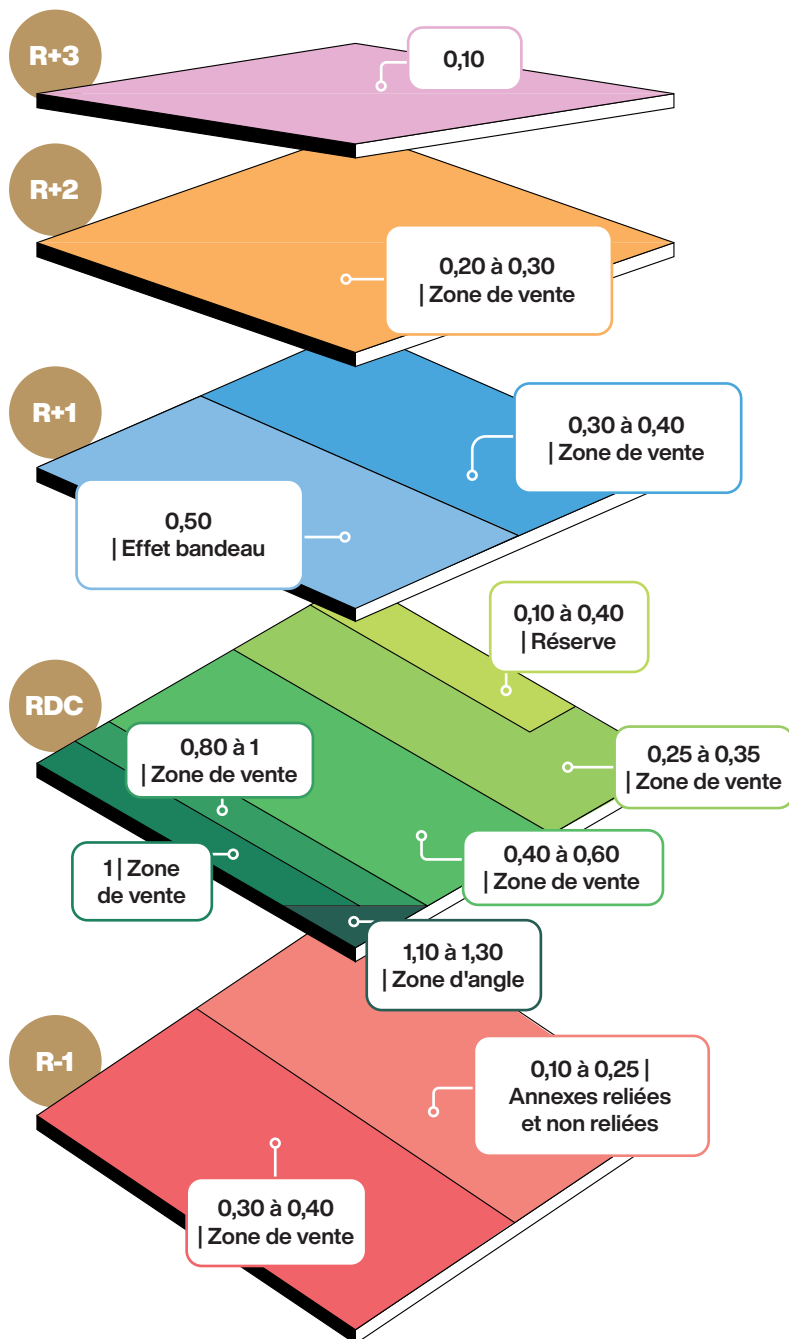 R+3
0,10
R+2
0,20 à 0,30
| Zone de vente
R+1
0,30 à 0,40
| Zone de vente
0,50
| Effet bandeau
0,10 à 0,40
| Réserve
RDC
0,80 à 1
| Zone de vente
0,25 à 0,35
| Zone de vente
1 | Zone
de vente
0,40 à 0,60
| Zone de vente
1,10 à 1,30
| Zone d'angle
R-1
0,10 à 0,25 |
Annexes reliées
et non reliées
0,30 à 0,40
| Zone de vente